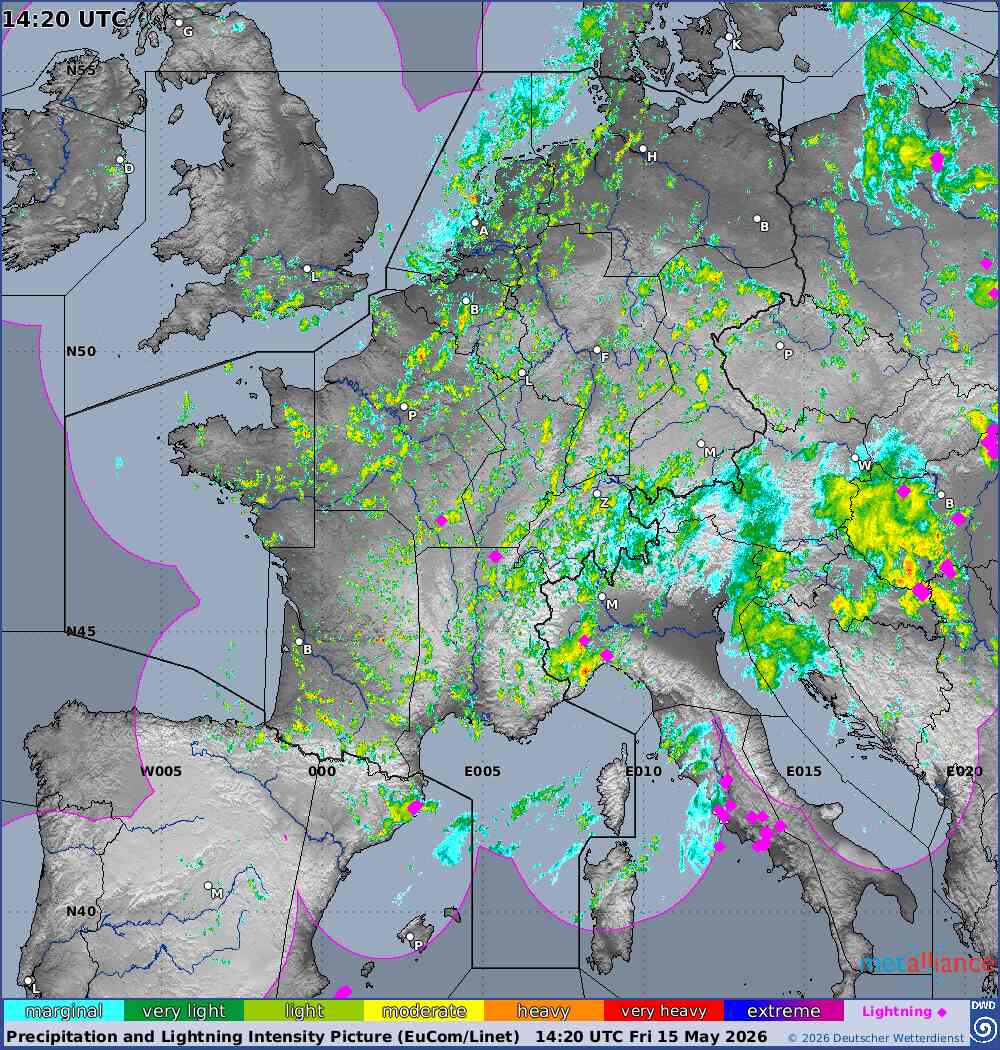 14:20 UTC
G
K
N55
D
H
A
B
B
L
B
N50
F
P
L
P
M
W
Z
B
M
N45
B
W005
000
E005
E010
E015
E020
M
N40
P
L
metalliance
marginal very light light moderate heavy very heavy extreme Lightning
DWD
Precipitation and Lightning Intensity Picture (EuCom/Linet) 14:20 UTC Fri 15 May 2026 © 2026 Deutscher Wetterdienst